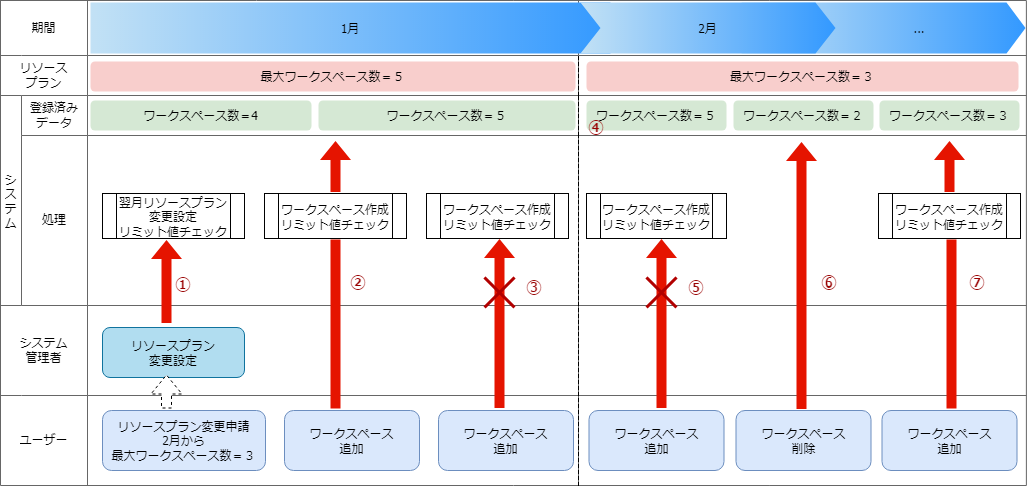 期間
1月
2月
...
リソース
プラン
最大ワークスペース数= 5
最大ワークスペース数= 3
システム
登録済み
データ
ワークスペース数=4
ワークスペース数= 5
ワークスペース数= 5
ワークスペース数= 2
ワークスペース数= 3
④
処理
翌月リソースプラン
変更設定
リミット値チェック
ワークスペース作成
リミット値チェック
ワークスペース作成
リミット値チェック
ワークスペース作成
リミット値チェック
ワークスペース作成
リミット値チェック
①
②
③
⑤
⑥
⑦
システム
管理者
リソースプラン
変更設定
ユーザー
リソースプラン変更申請
2月から
最大ワークスペース数= 3
ワークスペース
追加
ワークスペース
追加
ワークスペース
追加
ワークスペース
削除
ワークスペース
追加